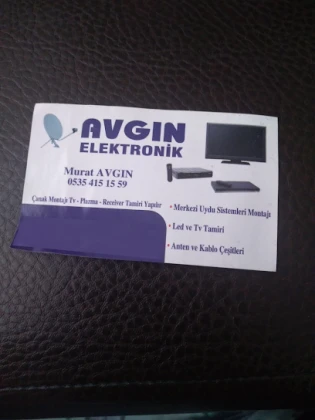 AVGIN
ELEKTRONİK
Murat AVGIN
0535 415 15 59
Çanak Montajı Tv - Plazma - Receiver Tamiri Yapılır
• Merkezi Uydu Sistemleri Montajı
• Led ve Tv Tamiri
• Anten ve Kablo Çeşitleri